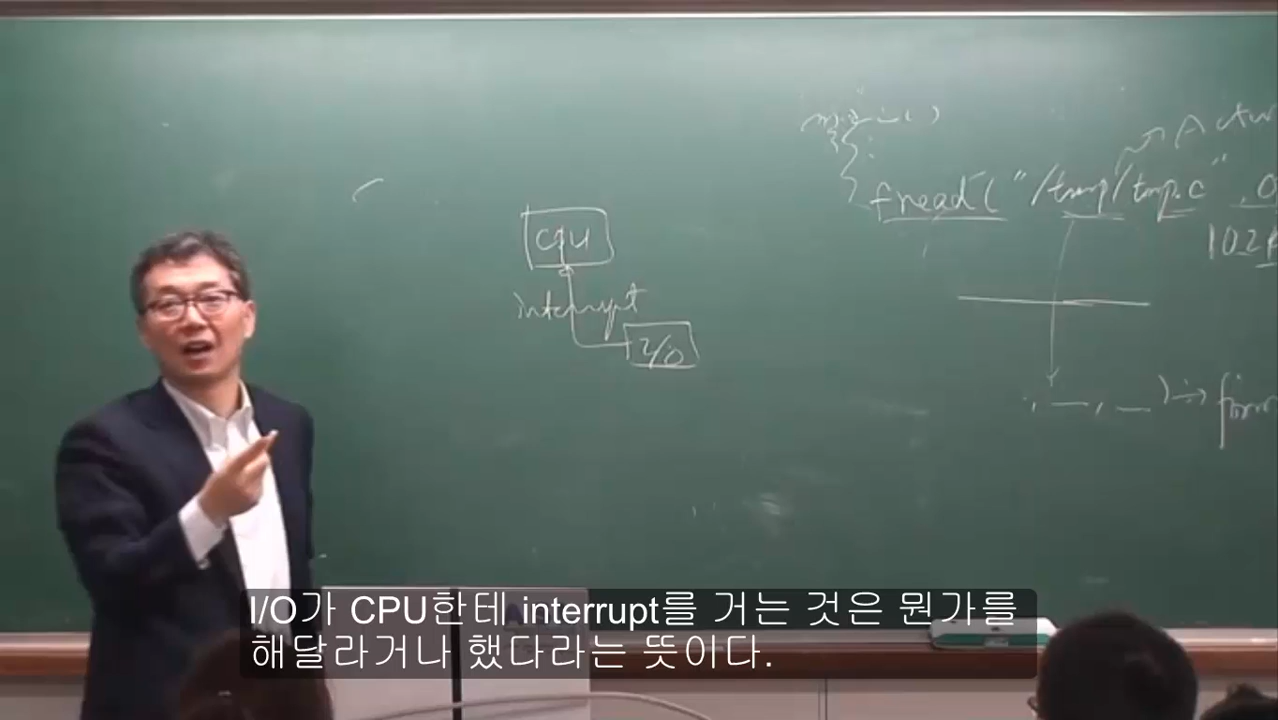 main()
fread("/tmp/tmp.c"
CPU
interrupt
I/O
I/O가 CPU한테 interrupt를 거는 것은 뭔가를
해달라거나 했다라는 뜻이다.